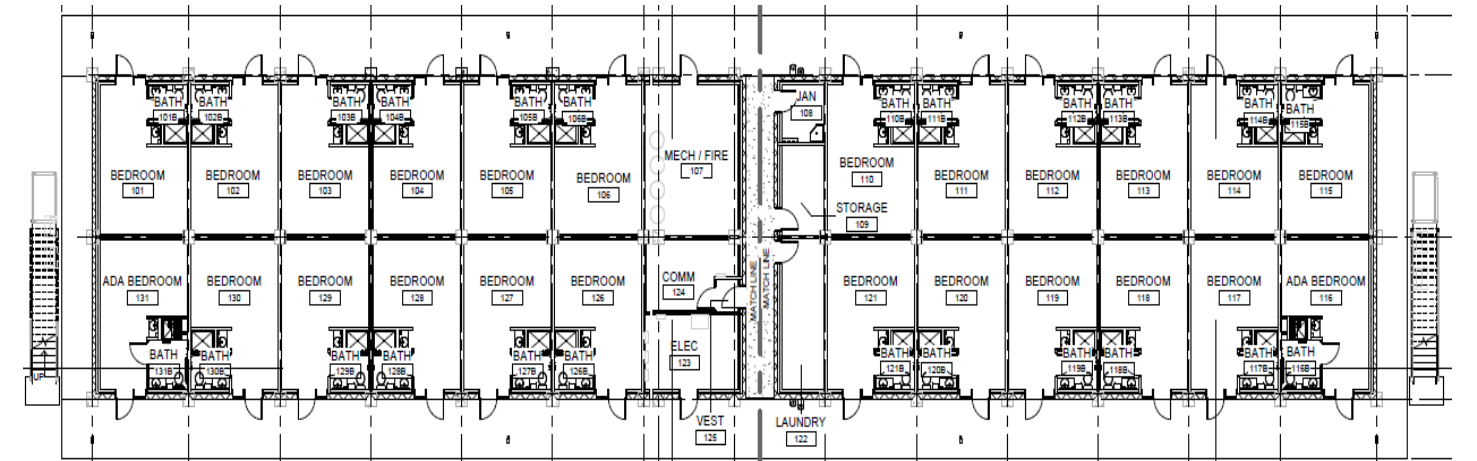 BATH
101B
BATH
102B
BATH
103B
BATH
104B
BATH
105B
BATH
106B
JAN
108
BATH
110B
BATH
111B
BATH
112B
BATH
113B
BATH
114B
BATH
115B
BEDROOM
101
BEDROOM
102
BEDROOM
103
BEDROOM
104
BEDROOM
105
BEDROOM
106
MECH / FIRE
107
BEDROOM
110
BEDROOM
111
BEDROOM
112
BEDROOM
113
BEDROOM
114
BEDROOM
115
STORAGE
109
ADA BEDROOM
131
BEDROOM
130
BEDROOM
129
BEDROOM
128
BEDROOM
127
BEDROOM
126
COMM
124
MATCH LINE
MATCH LINE
BEDROOM
121
BEDROOM
120
BEDROOM
119
BEDROOM
118
BEDROOM
117
ADA BEDROOM
116
UP
BATH
131B
BATH
130B
BATH
129B
BATH
128B
BATH
127B
BATH
126B
ELEC
123
BATH
121B
BATH
120B
BATH
119B
BATH
118B
BATH
117B
BATH
116B
VEST
125
LAUNDRY
122